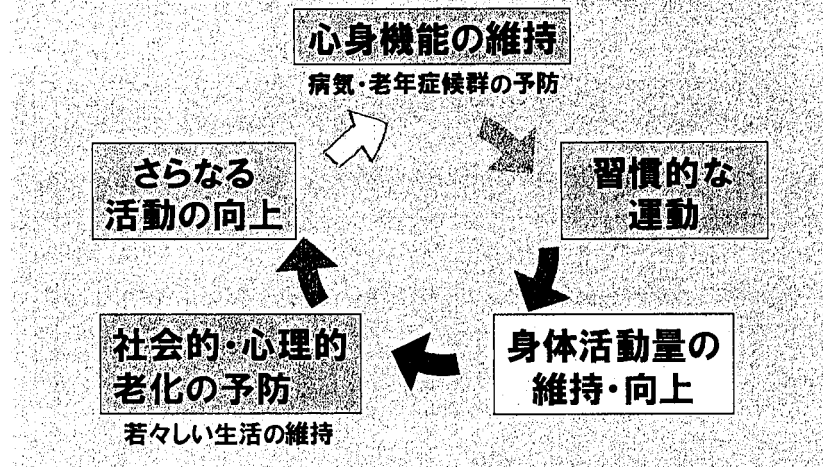 心身機能の維持
病気・老年症候群の予防
さらなる
活動の向上
習慣的な
運動
社会的・心理的
老化の予防
若々しい生活の維持
身体活動量の
維持・向上